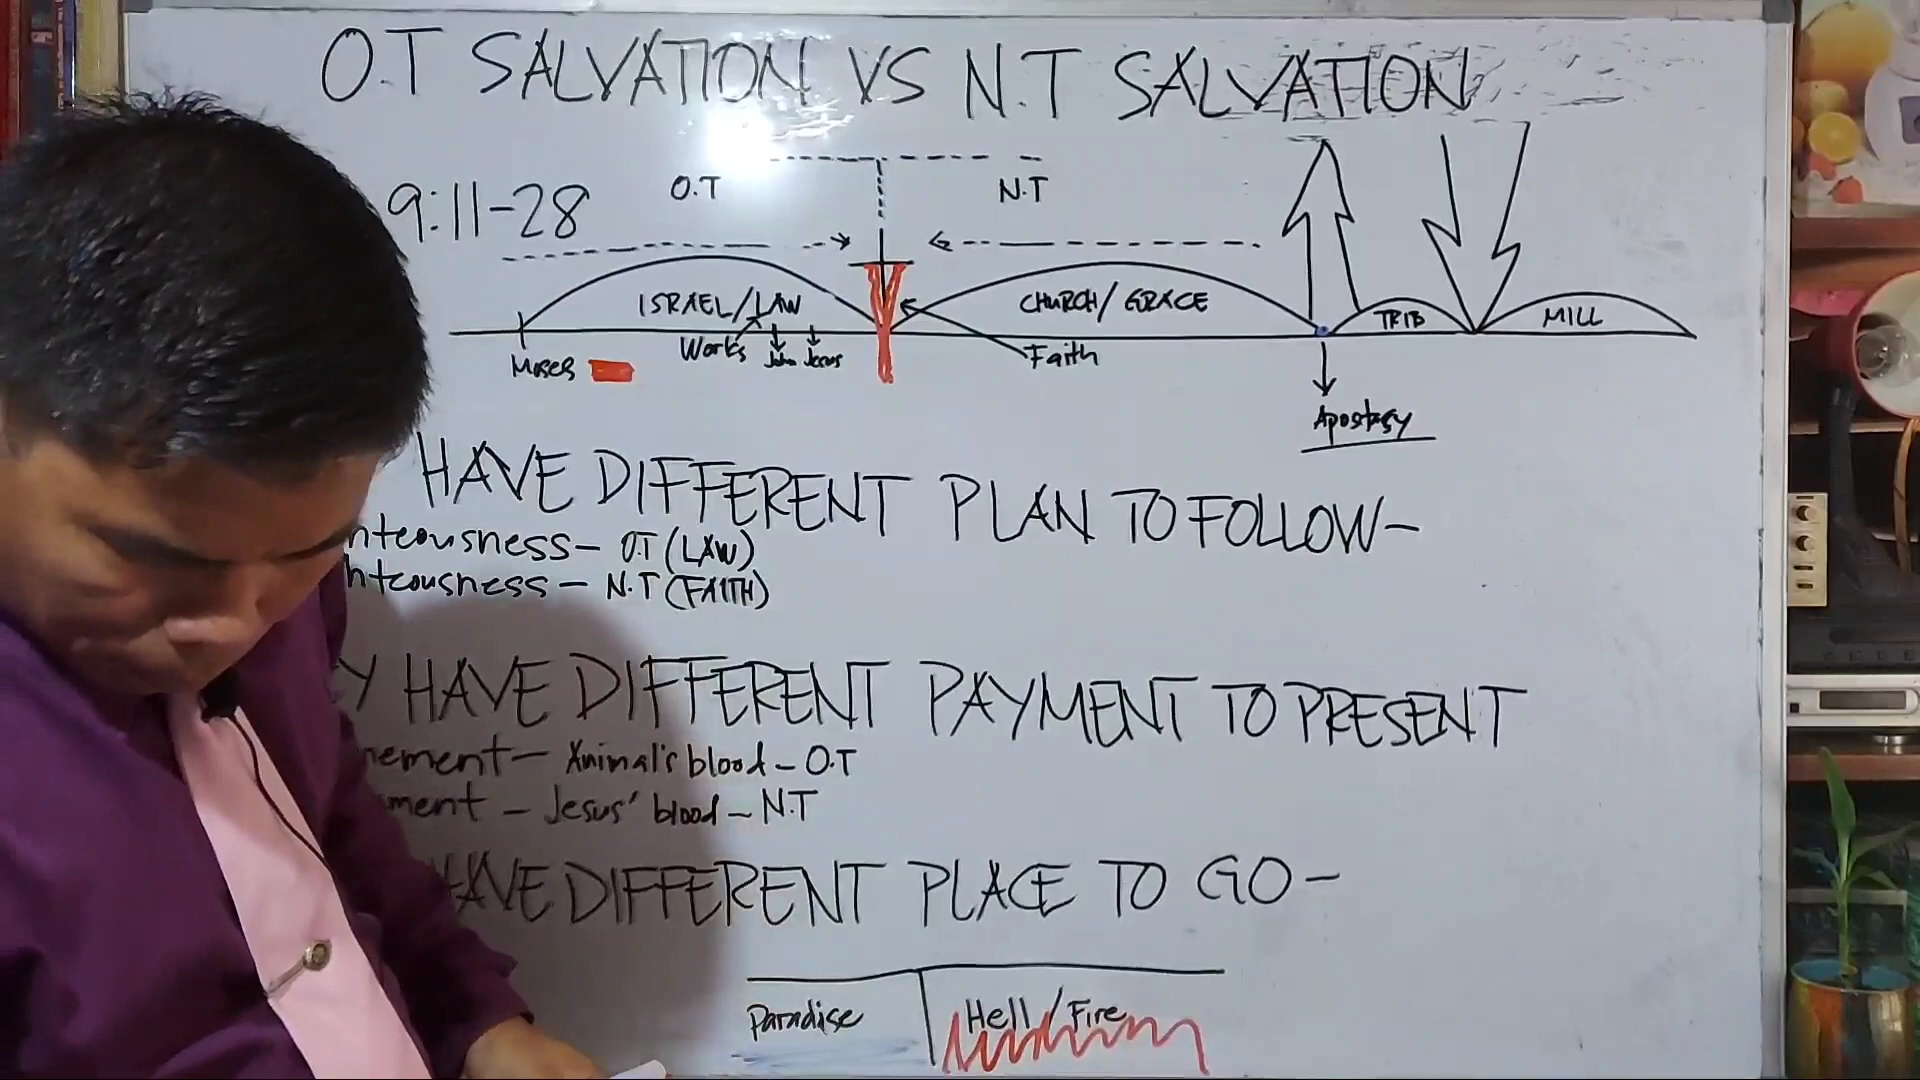 O.T SALVATION VS N.T SALVATION
9:11-28
O.T
N.T
ISRAEL/LAW
CHURCH/GRACE
TRIB
MILL
Moses
Works
John
Jesus
Faith
Apostasy
HAVE DIFFERENT PLAN TO FOLLOW-
hteousness - O.T (LAW)
hteousness - N.T (FAITH)
Y HAVE DIFFERENT PAYMENT TO PRESENT
nement - Animal's blood - O.T
ment - Jesus' blood - N.T
HAVE DIFFERENT PLACE TO GO-
Paradise
Hell/Fire